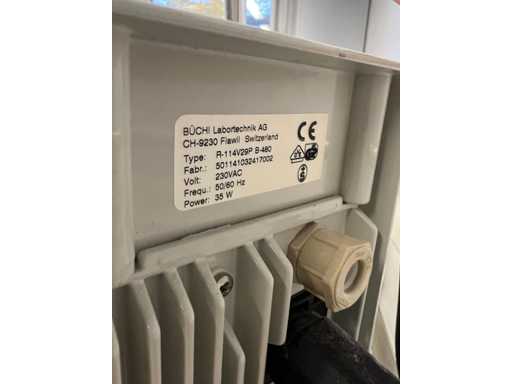 BÜCHI Labortechnik AG
CH-9230 Flawil Switzerland
Type: R-114V29P B-480
Fabr.: 501141032417002
Volt: 230VAC
Frequ.: 50/60 Hz
Power: 35 W
CE